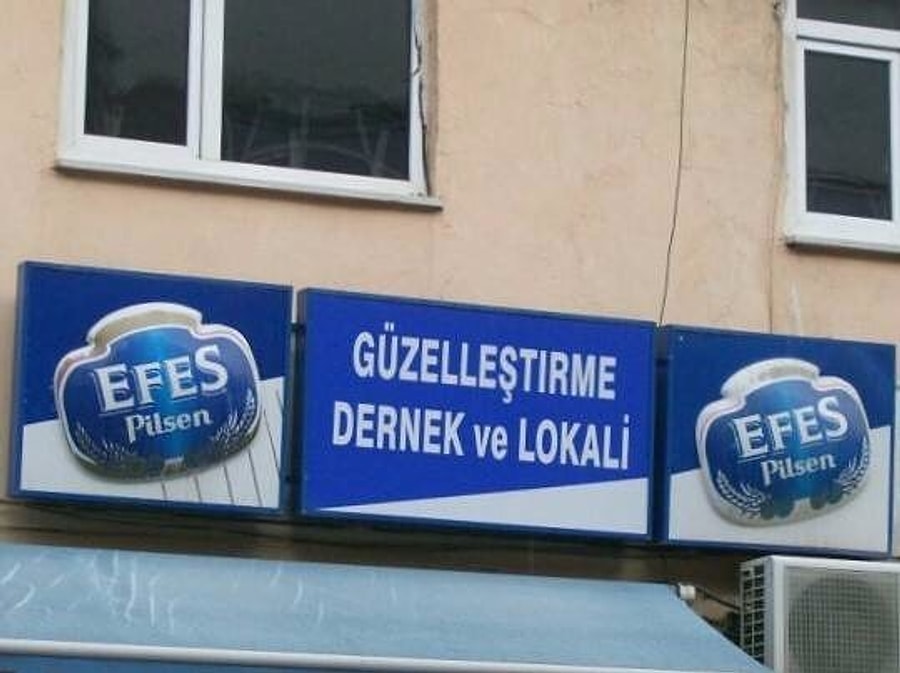 EFES
Pilsen
GÜZELLEŞTIRME
DERNEK ve LOKALİ
EFES
Pilsen